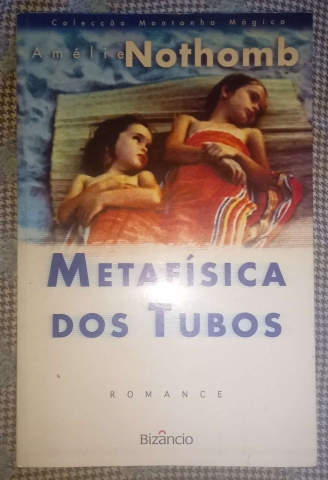 Colecção Montanha Mágica
Amélie Nothomb
METAFÍSICA
DOS TUBOS
ROMANCE
Bizâncio